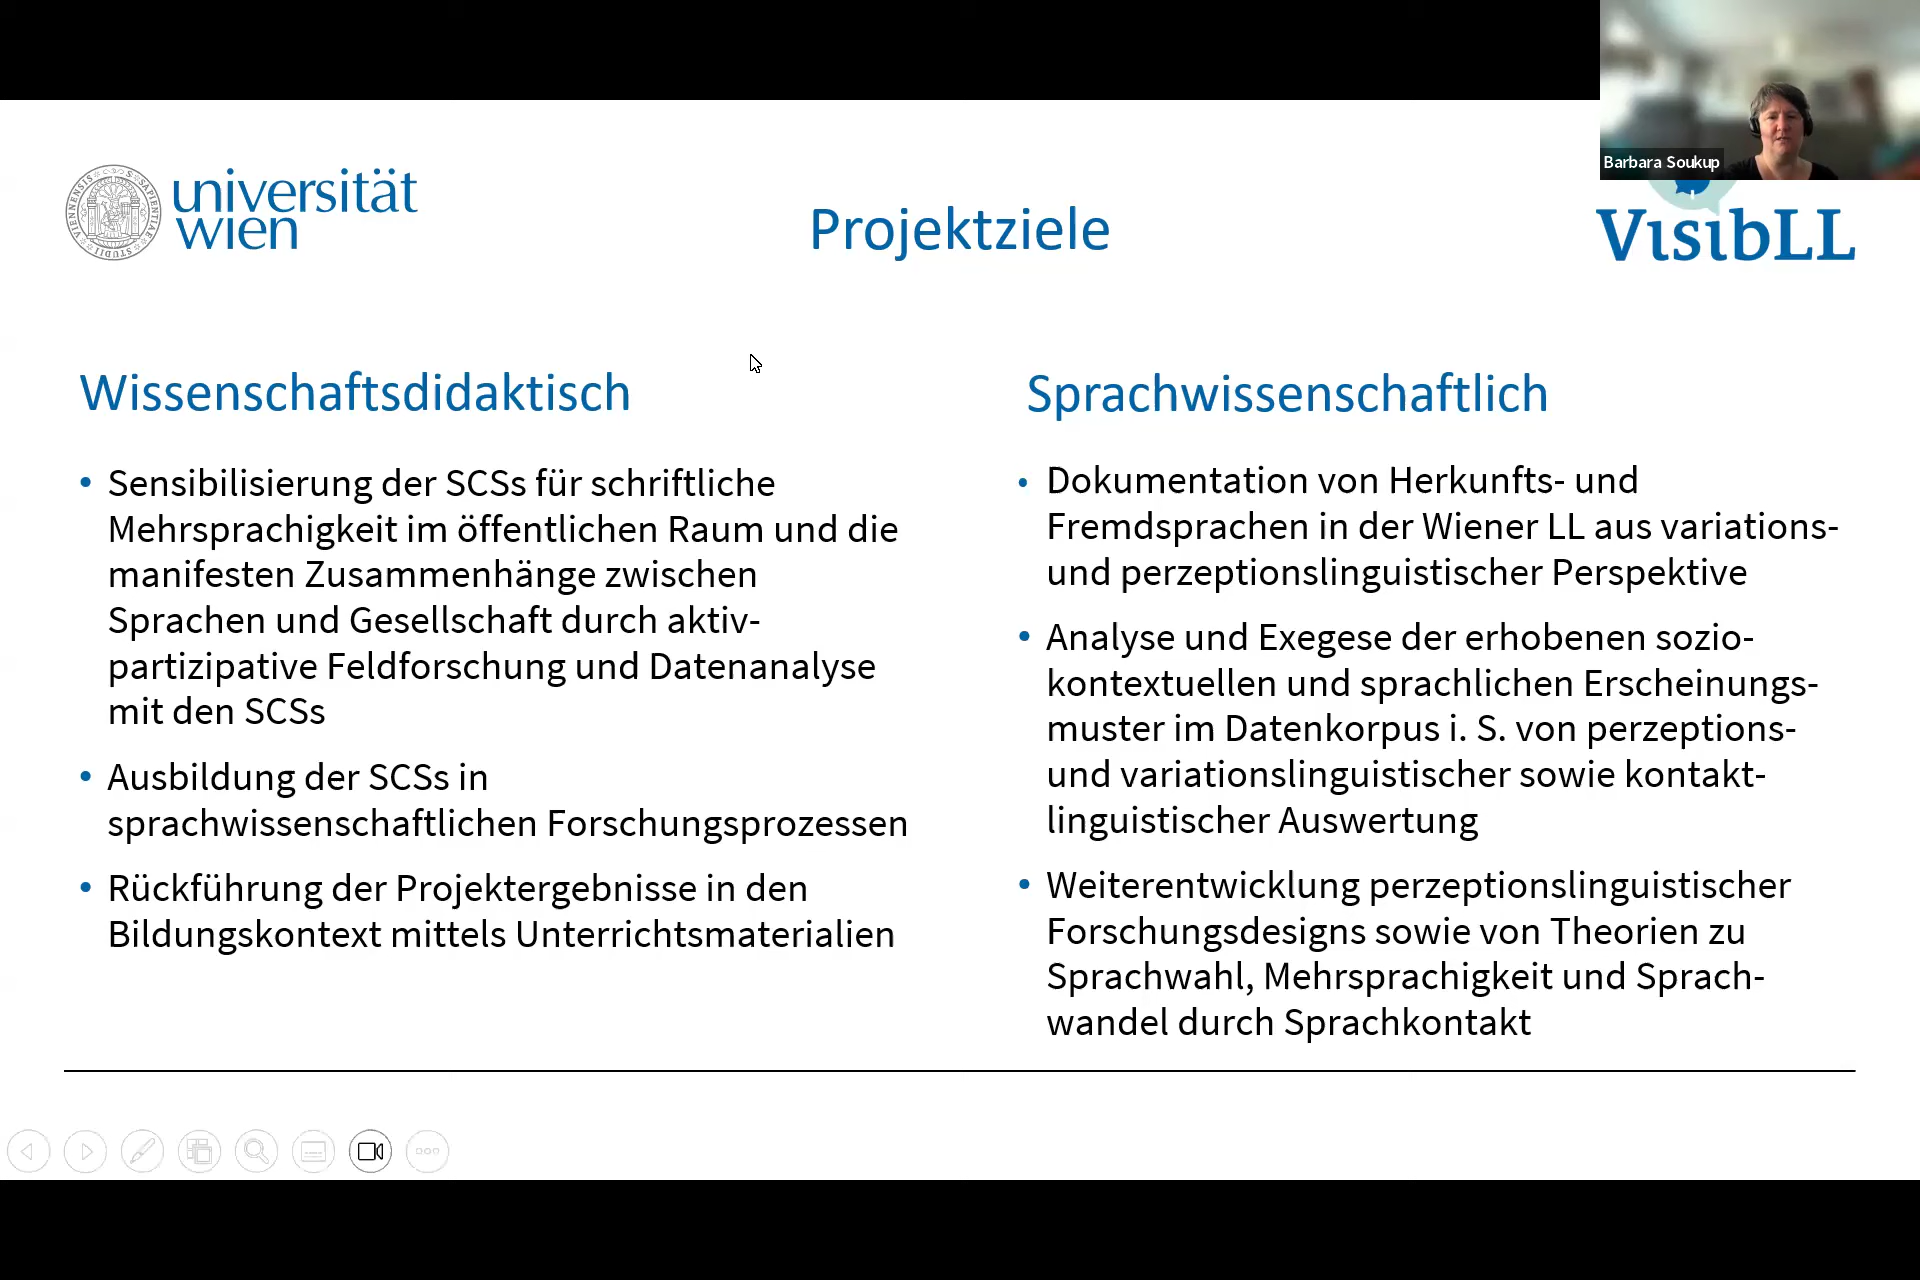 Barbara Soukup
universität
wien
Projektziele
VisibLL
Wissenschaftsdidaktisch
• Sensibilisierung der SCSs für schriftliche
Mehrsprachigkeit im öffentlichen Raum und die
manifesten Zusammenhänge zwischen
Sprachen und Gesellschaft durch aktiv-
partizipative Feldforschung und Datenanalyse
mit den SCSs
• Ausbildung der SCSs in
sprachwissenschaftlichen Forschungsprozessen
• Rückführung der Projektergebnisse in den
Bildungskontext mittels Unterrichtsmaterialien
Sprachwissenschaftlich
• Dokumentation von Herkunfts- und
Fremdsprachen in der Wiener LL aus variations-
und perzeptionslinguistischer Perspektive
• Analyse und Exegese der erhobenen sozio-
kontextuellen und sprachlichen Erscheinungs-
muster im Datenkorpus i. S. von perzeptions-
und variationslinguistischer sowie kontakt-
linguistischer Auswertung
• Weiterentwicklung perzeptionslinguistischer
Forschungsdesigns sowie von Theorien zu
Sprachwahl, Mehrsprachigkeit und Sprach-
wandel durch Sprachkontakt